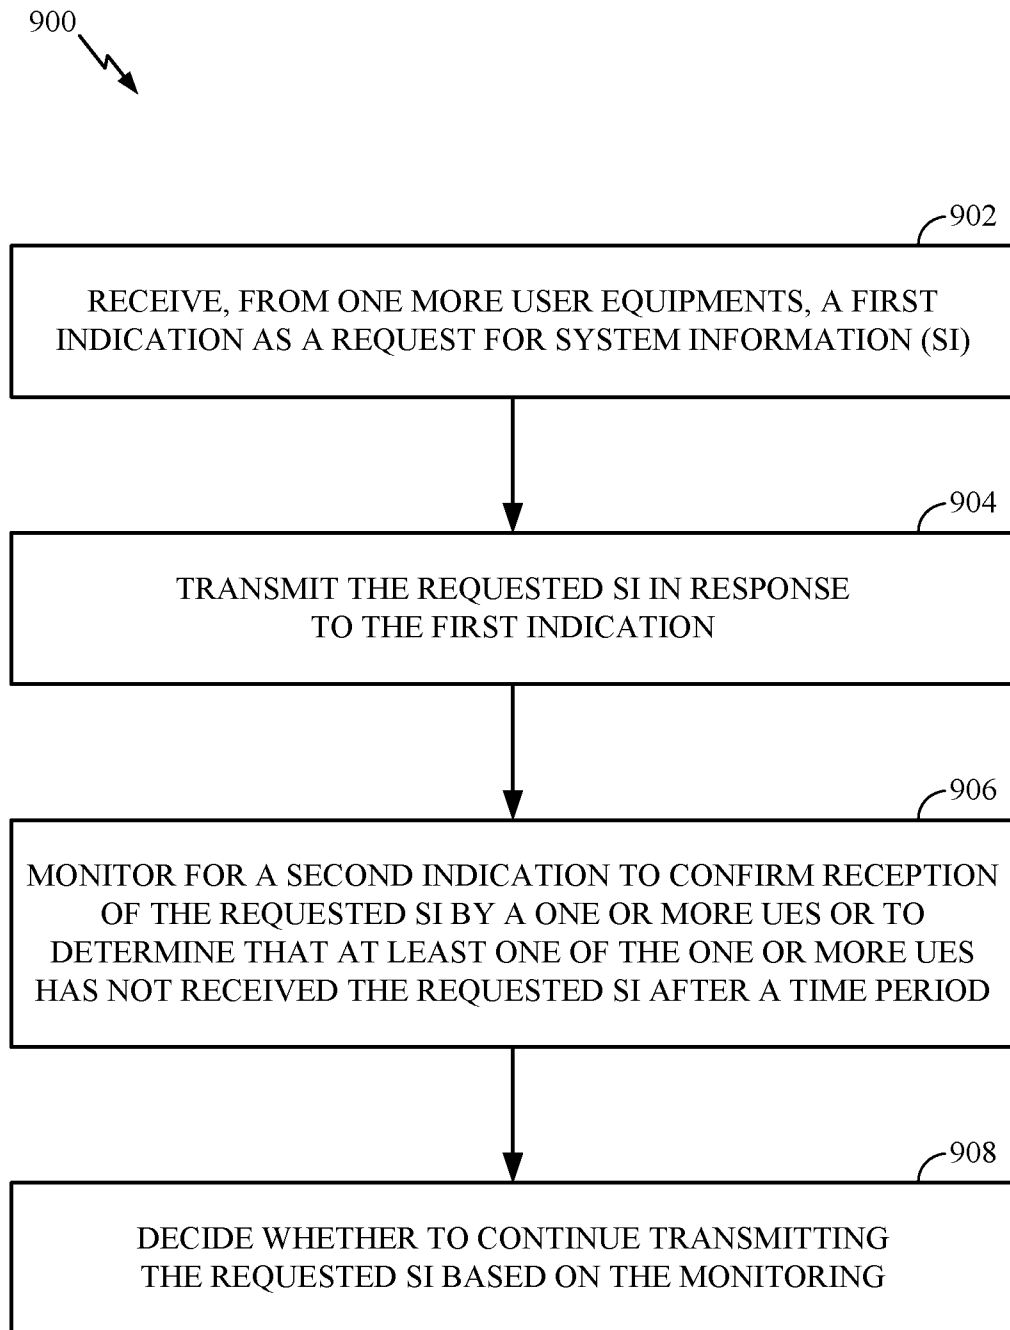 900
902
RECEIVE, FROM ONE MORE USER EQUIPMENTS, A FIRST
INDICATION AS A REQUEST FOR SYSTEM INFORMATION (SI)
904
TRANSMIT THE REQUESTED SI IN RESPONSE
TO THE FIRST INDICATION
906
MONITOR FOR A SECOND INDICATION TO CONFIRM RECEPTION
OF THE REQUESTED SI BY A ONE OR MORE UES OR TO
DETERMINE THAT AT LEAST ONE OF THE ONE OR MORE UES
HAS NOT RECEIVED THE REQUESTED SI AFTER A TIME PERIOD
908
DECIDE WHETHER TO CONTINUE TRANSMITTING
THE REQUESTED SI BASED ON THE MONITORING